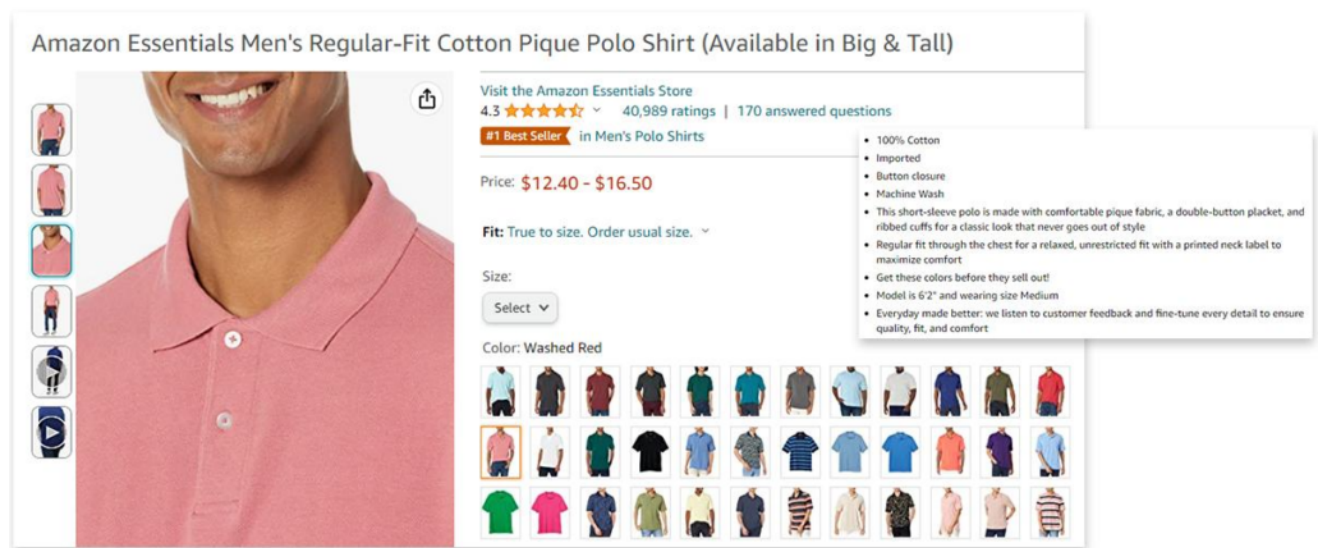 Amazon Essentials Men's Regular-Fit Cotton Pique Polo Shirt (Available in Big & Tall)
Visit the Amazon Essentials Store
4.3 40,989 ratings | 170 answered questions
#1 Best Seller in Men's Polo Shirts
Price: $12.40 - $16.50
Fit: True to size. Order usual size.
Size:
Select
Color: Washed Red
• 100% Cotton
• Imported
• Button closure
• Machine Wash
• This short-sleeve polo is made with comfortable pique fabric, a double-button placket, and
ribbed cuffs for a classic look that never goes out of style
• Regular fit through the chest for a relaxed, unrestricted fit with a printed neck label to
maximize comfort
• Get these colors before they sell out!
• Model is 6'2" and wearing size Medium
• Everyday made better: we listen to customer feedback and fine-tune every detail to ensure
quality, fit, and comfort